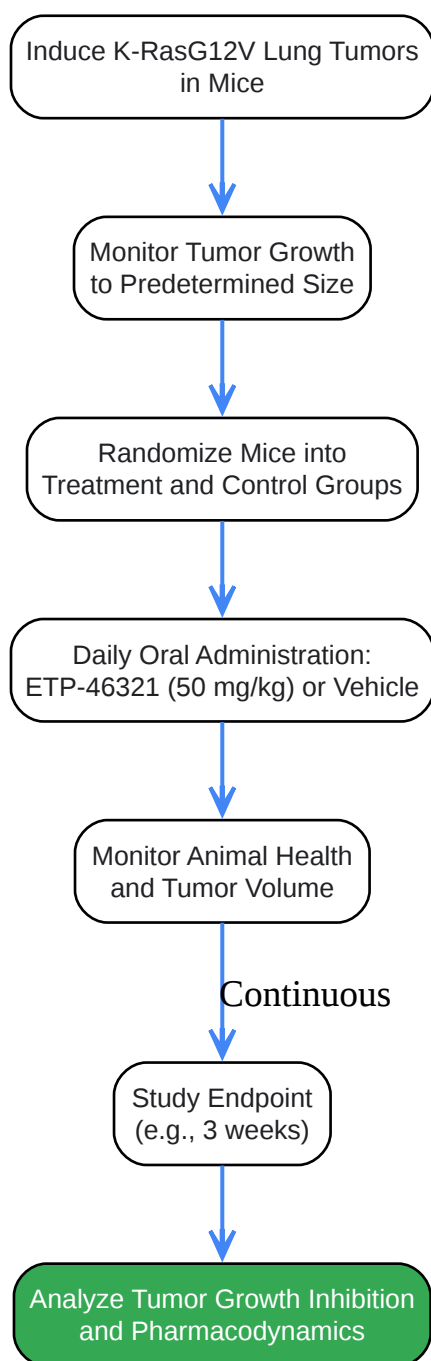 Induce K-RasG12V Lung Tumors
in Mice
Monitor Tumor Growth
to Predetermined Size
Randomize Mice into
Treatment and Control Groups
Daily Oral Administration:
ETP-46321 (50 mg/kg) or Vehicle
Monitor Animal Health
and Tumor Volume
Continuous
Study Endpoint
(e.g., 3 weeks)
Analyze Tumor Growth Inhibition
and Pharmacodynamics